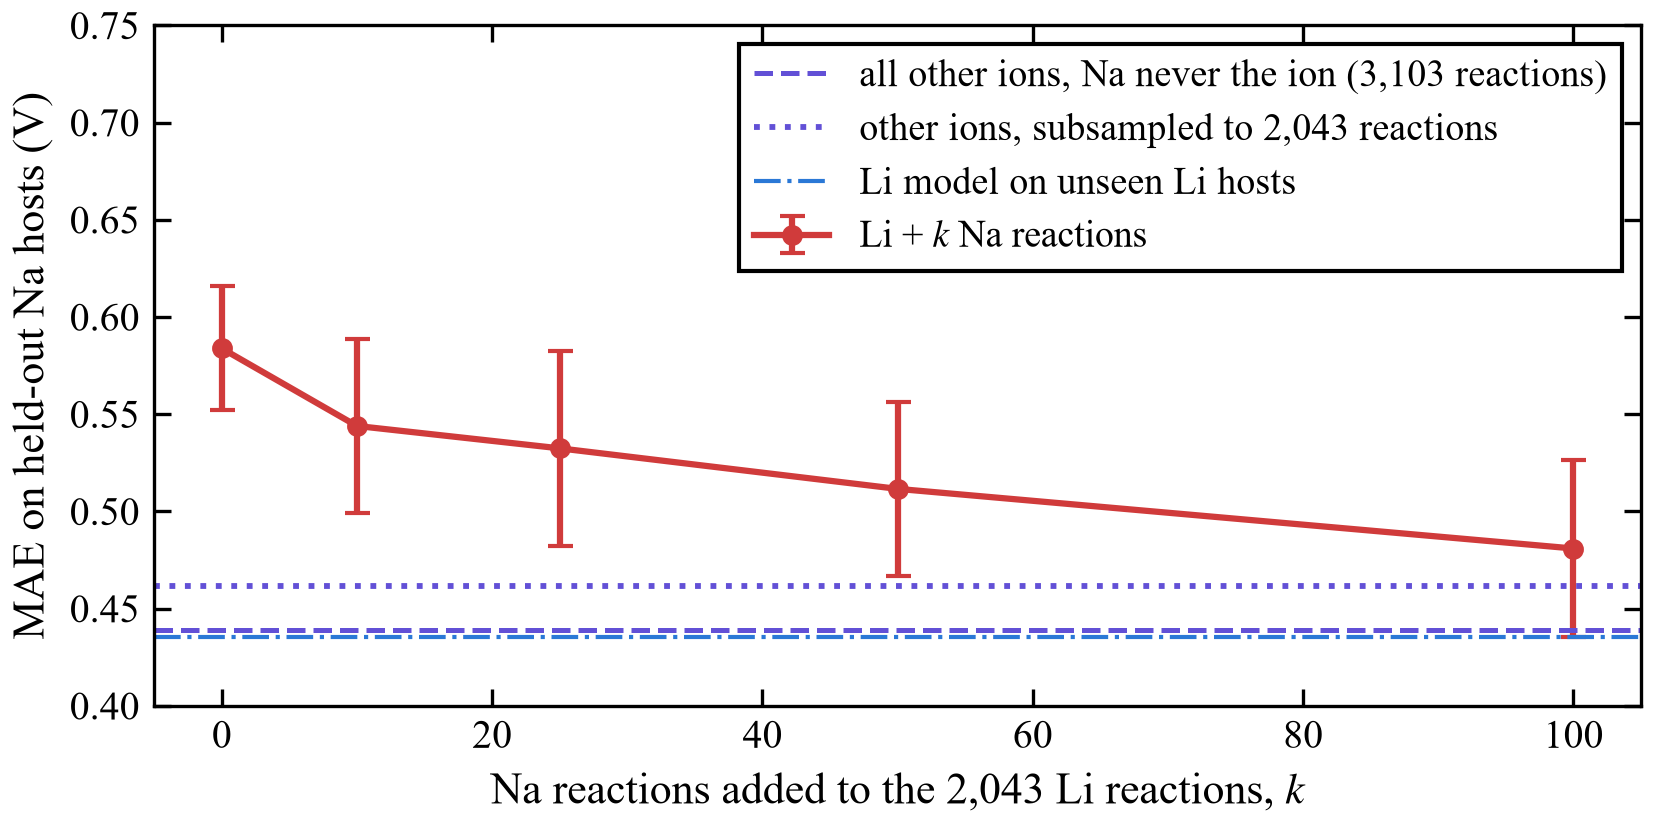 0.75
0.70
0.65
0.60
0.55
0.50
0.45
0.40
MAE on held-out Na hosts (V)
all other ions, Na never the ion (3,103 reactions)
other ions, subsampled to 2,043 reactions
Li model on unseen Li hosts
Li + k Na reactions
0 20 40 60 80 100
Na reactions added to the 2,043 Li reactions, k